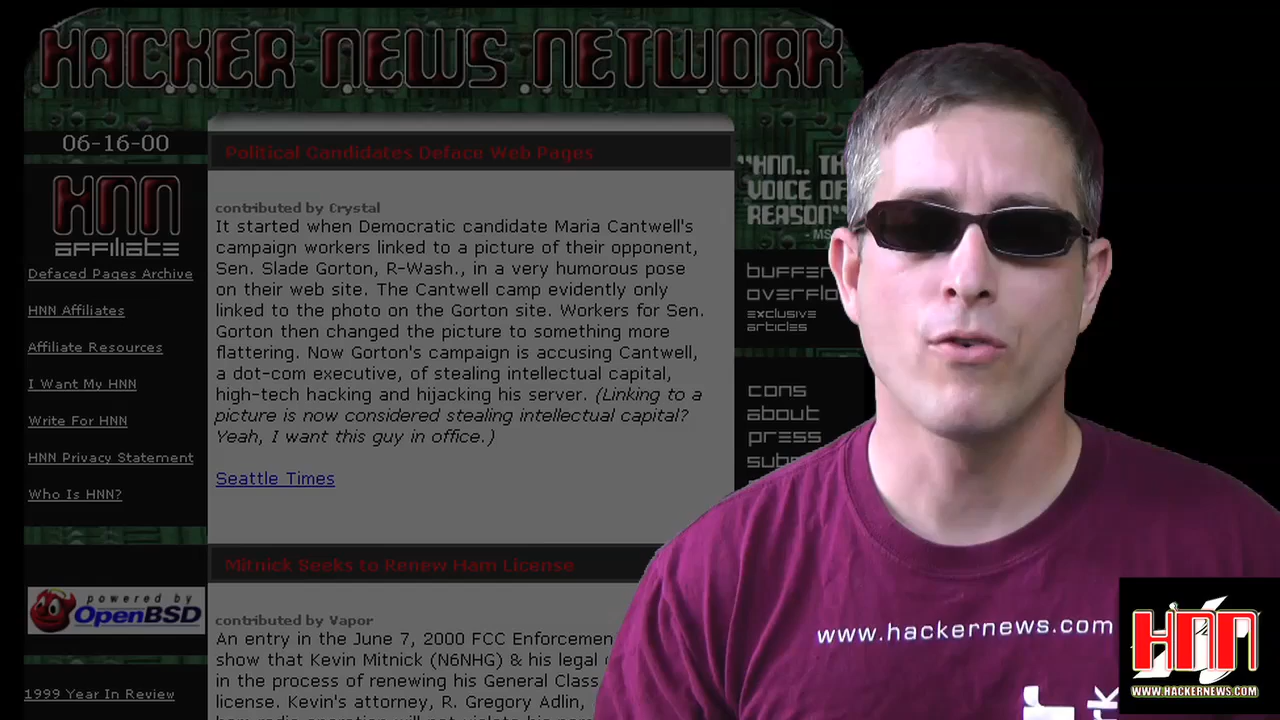 HACKER NEWS NETWORK
06-16-00
HNN
AFFILIATE
Defaced Pages Archive
HNN Affiliates
Affiliate Resources
I Want My HNN
Write For HNN
HNN Privacy Statement
Who Is HNN?
powered by
OpenBSD
1999 Year In Review
Political Candidates Deface Web Pages
contributed by Crystal
It started when Democratic candidate Maria Cantwell's
campaign workers linked to a picture of their opponent,
Sen. Slade Gorton, R-Wash., in a very humorous pose
on their web site. The Cantwell camp evidently only
linked to the photo on the Gorton site. Workers for Sen.
Gorton then changed the picture to something more
flattering. Now Gorton's campaign is accusing Cantwell,
a dot-com executive, of stealing intellectual capital,
high-tech hacking and hijacking his server. (Linking to a
picture is now considered stealing intellectual capital?
Yeah, I want this guy in office.)
Seattle Times
Mitnick Seeks to Renew Ham License
contributed by Vapor
An entry in the June 7, 2000 FCC
show that Kevin Mitnick (N6NHG) & his legal
in the process of renewing his General Class
license. Kevin's attorney, R. Gregory Adlin,
"HNN.. TH
VOICE OF
REASON"
- MS
buffer
overflo
exclusive
articles
cons
about
press
subs
www.hackernews.com
HNN
WWW.HACKERNEWS.COM